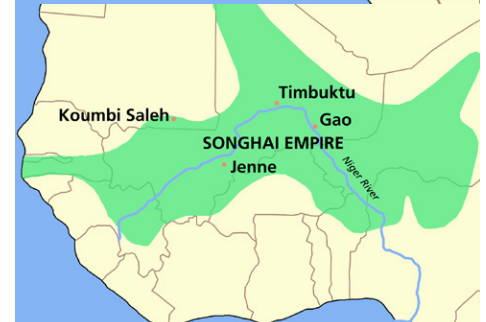 Timbuktu
Koumbi Saleh
Gao
SONGHAI EMPIRE
Jenne
Niger River